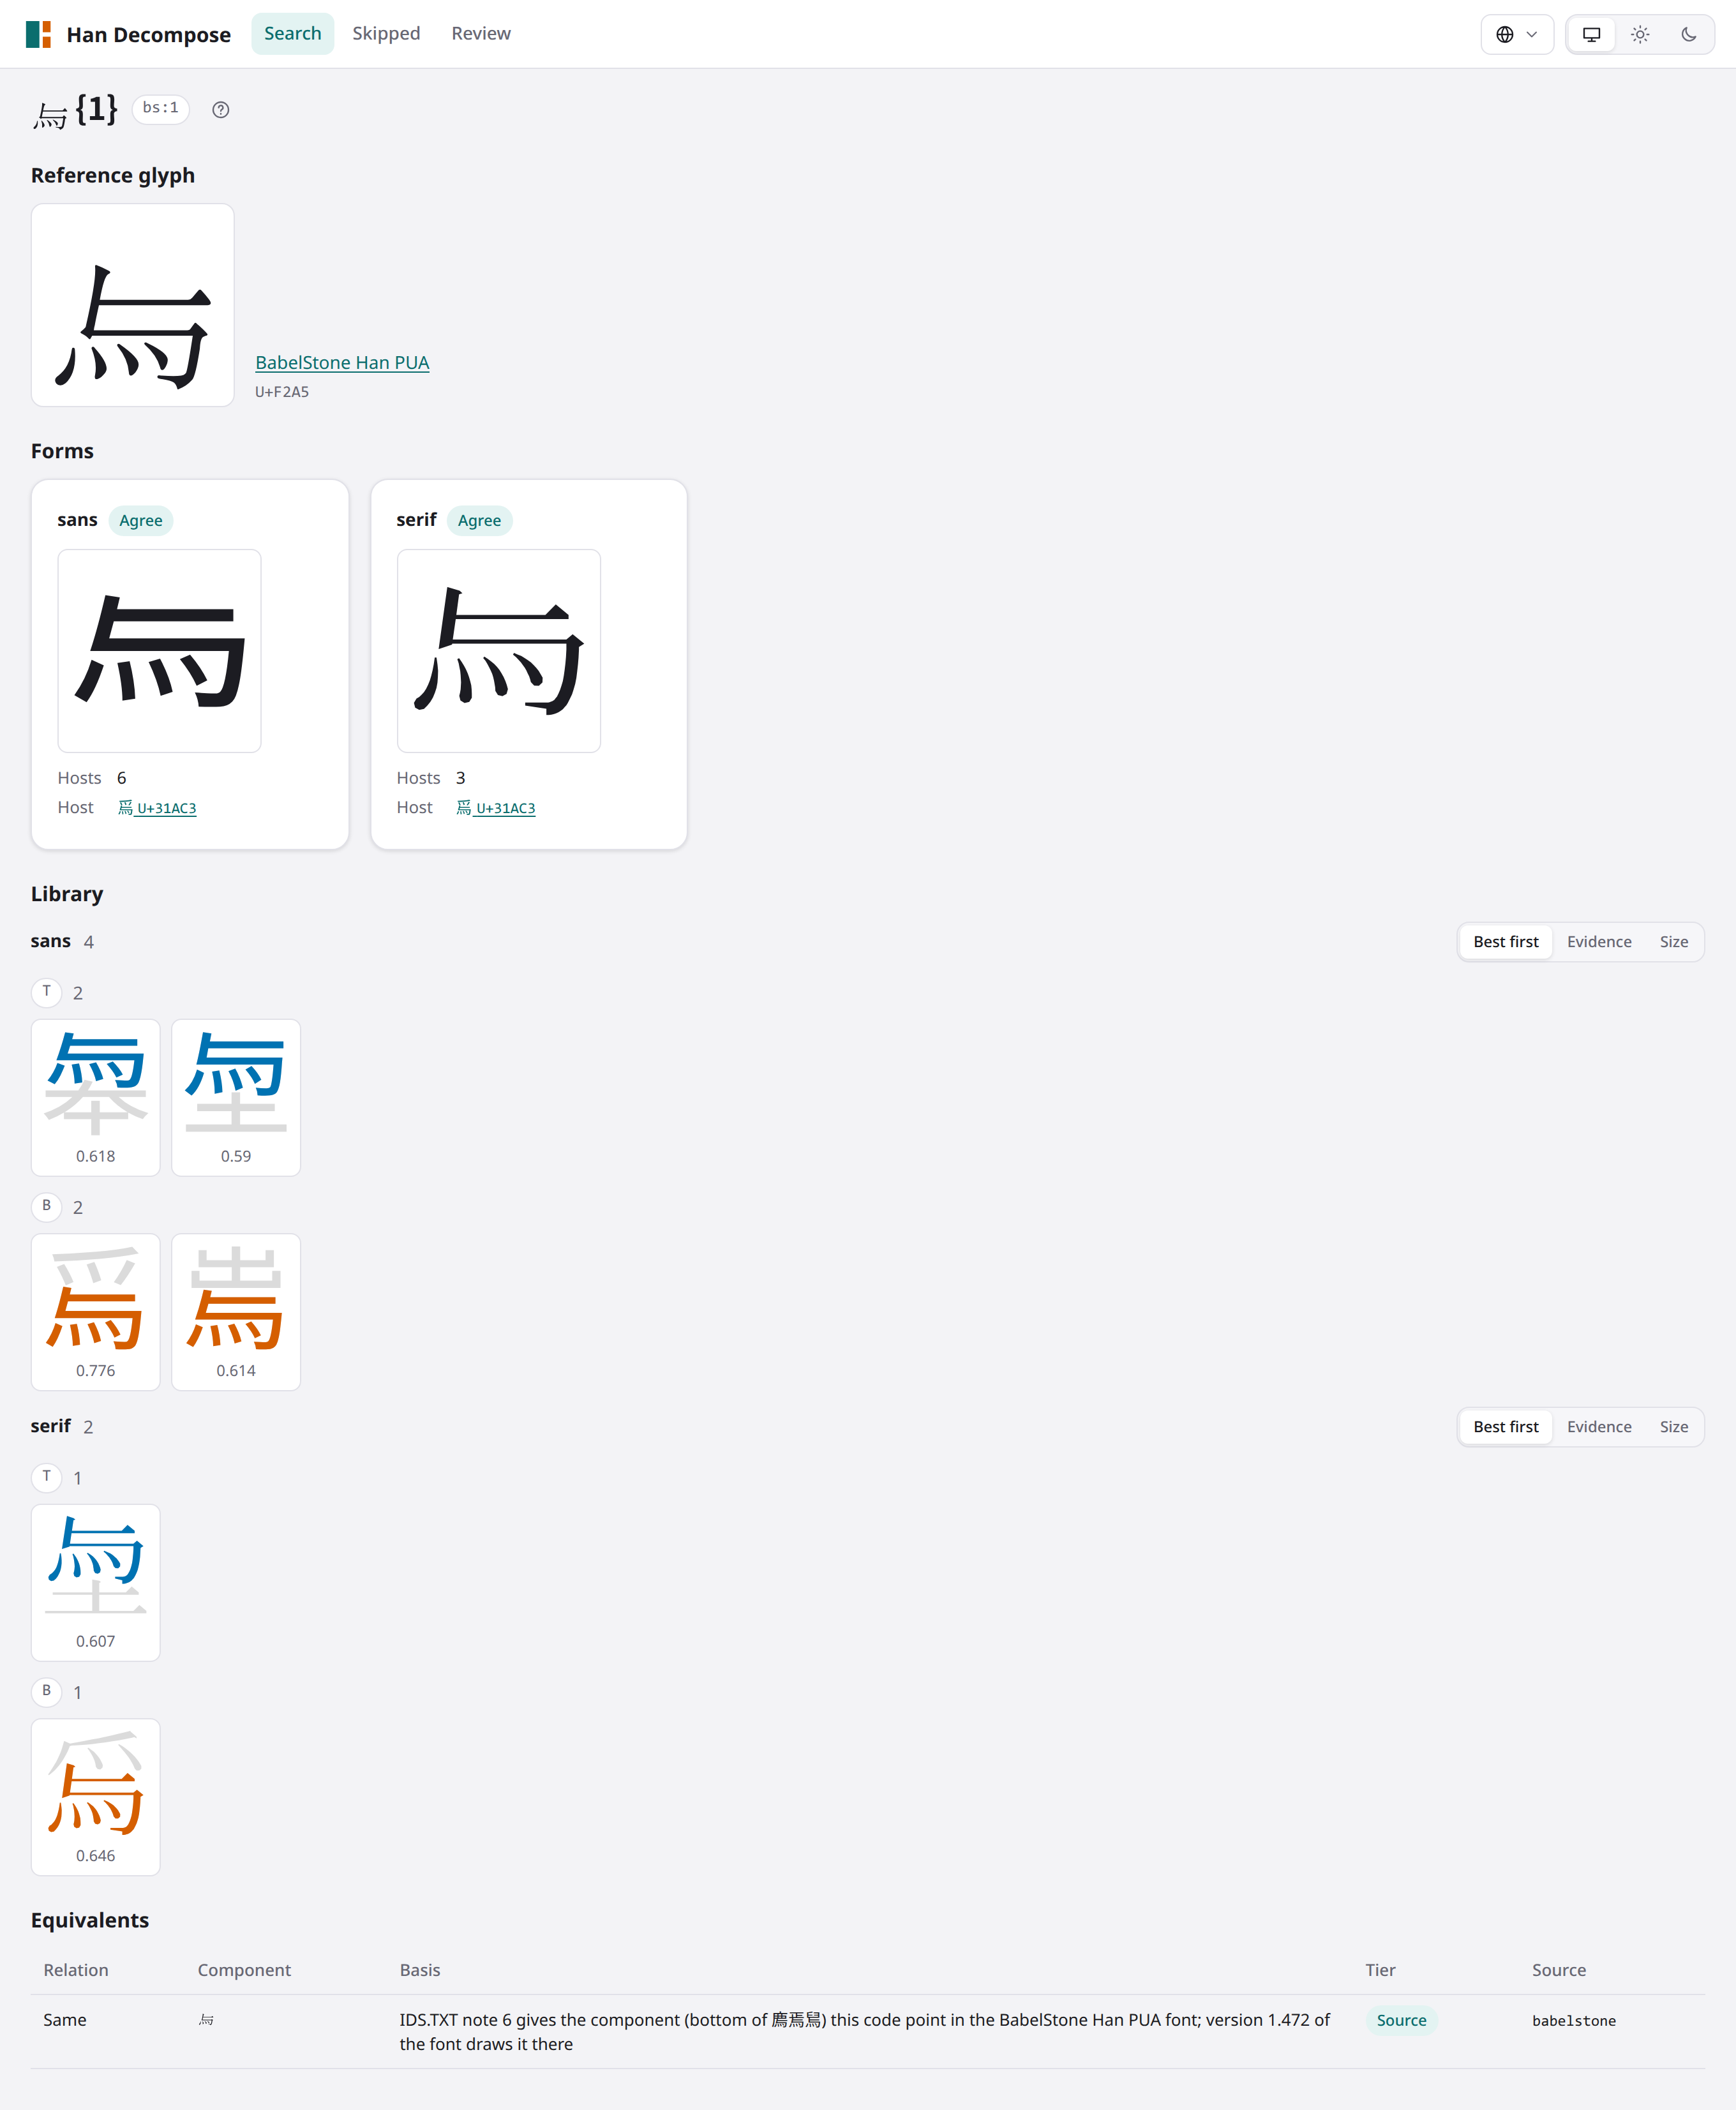 Han Decompose
Search
Skipped
Review
{1}
bs:1
Reference glyph
BabelStone Han PUA
U+F2A5
Forms
sans
Agree
serif
Agree
Hosts 6
Host U+31AC3
Hosts 3
Host U+31AC3
Library
sans 4
Best first
Evidence
Size
T 2
0.618
0.59
B 2
0.776
0.614
serif 2
Best first
Evidence
Size
T 1
0.607
B 1
0.646
Equivalents
Relation
Component
Basis
Tier
Source
Same
IDS.TXT note 6 gives the component (bottom of 廌焉舃) this code point in the BabelStone Han PUA font; version 1.472 of
the font draws it there
Source
babelstone